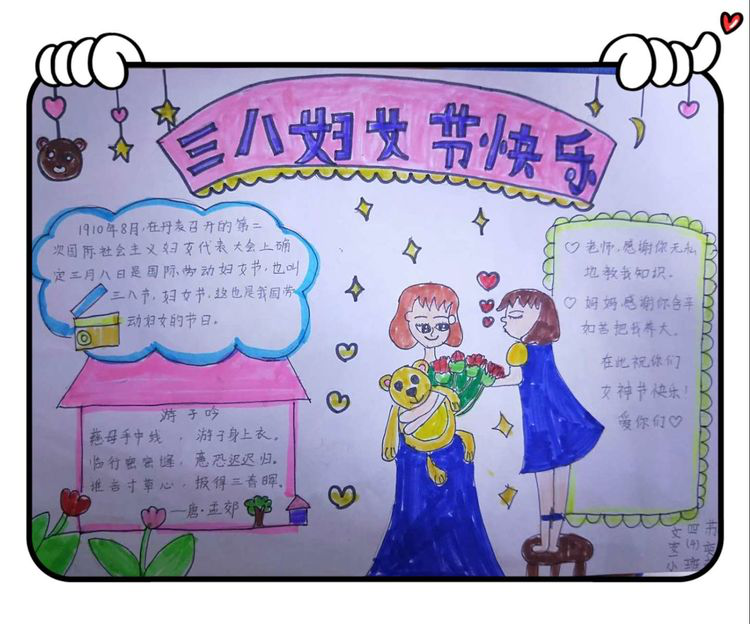 三八妇女节快乐
1910年8月,在丹麦召开的第二
次国际社会主义妇女代表大会上确
定三月八日是国际劳动妇女节,也叫
三八节,妇女节,这也是我国劳
动妇女的节日。
游子吟
慈母手中线,游子身上衣。
临行密密缝,意恐迟迟归。
谁言寸草心,报得三春晖。
—唐·孟郊
老师,感谢你无私
地教我知识。
妈妈,感谢你含辛
如苦把我养大。
在此祝你们
女神节快乐!
爱你们
四(4)班